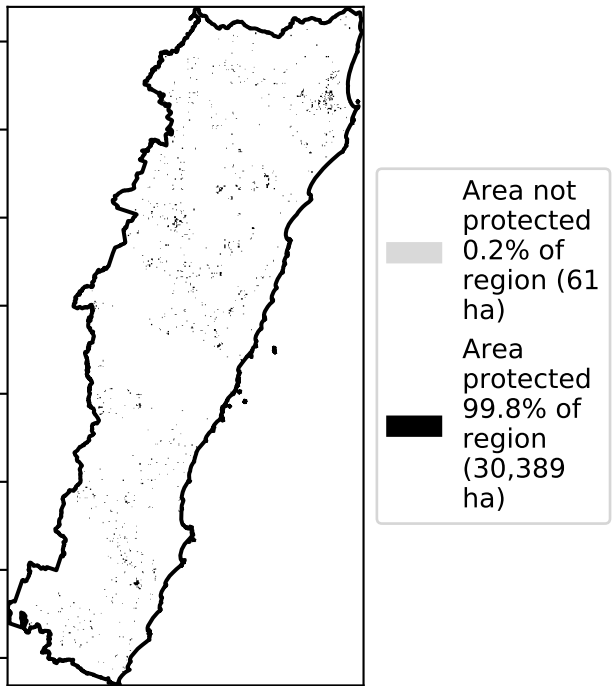 Area not
protected
0.2% of
region (61
ha)
Area
protected
99.8% of
region
(30,389
ha)